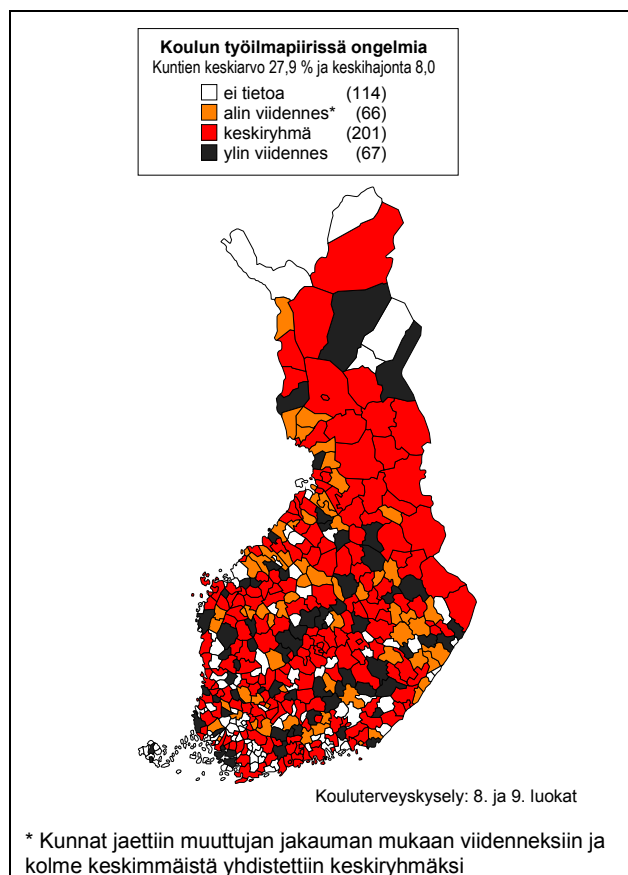 Koulun työilmapiirissä ongelmia
Kuntien keskiarvo 27,9 % ja keskihajonta 8,0
ei tietoa (114)
alin viidennes* (66)
keskiryhmä (201)
ylin viidennes (67)
Kouluterveyskysely: 8. ja 9. luokat
* Kunnat jaettiin muuttujan jakauman mukaan viidenneksiin ja
kolme keskimmäistä yhdistettiin keskiryhmäksi